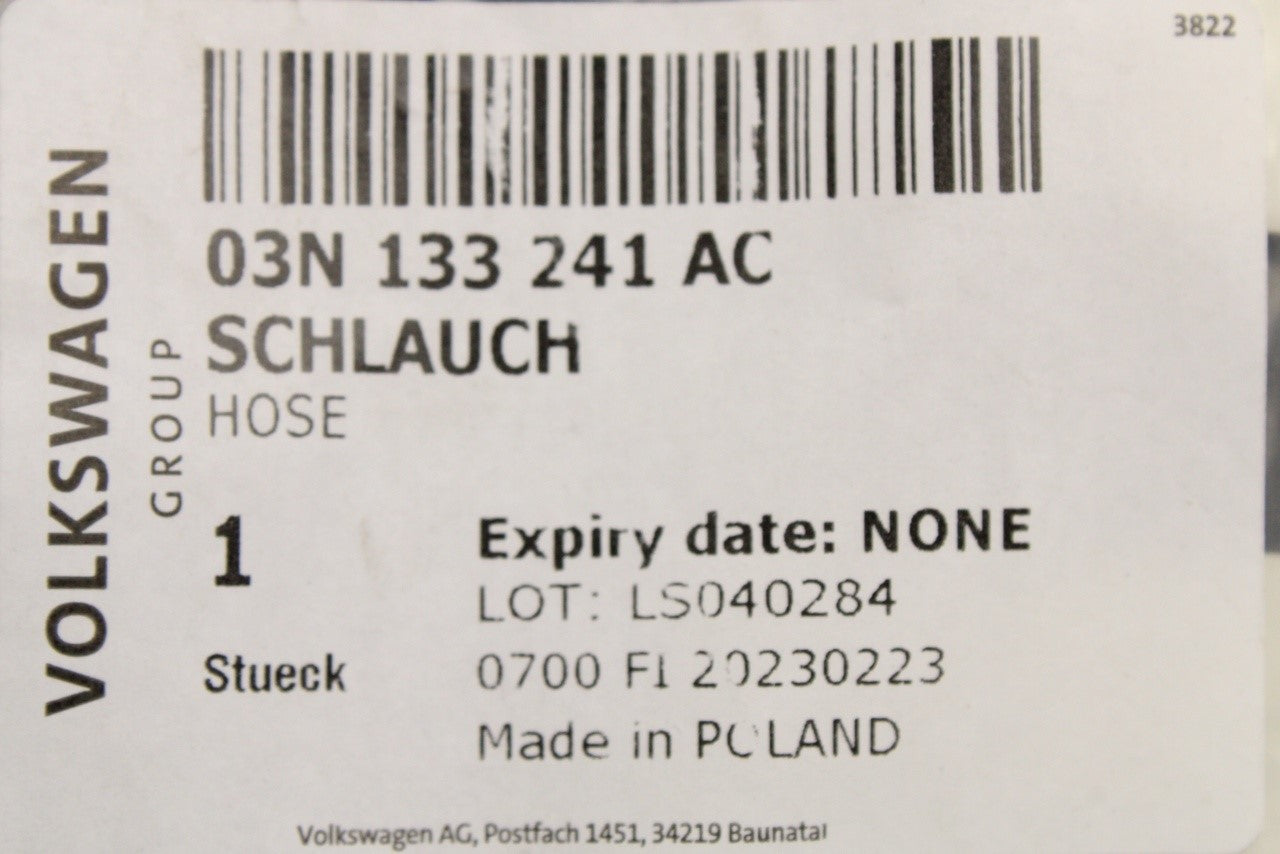 3822
VOLKSWAGEN
GROUP
03N 133 241 AC
SCHLAUCH
HOSE
1
Stueck
Expiry date: NONE
LOT: LS040284
0700 FI 20230223
Made in POLAND
Volkswagen AG, Postfach 1451, 34219 Baunatal